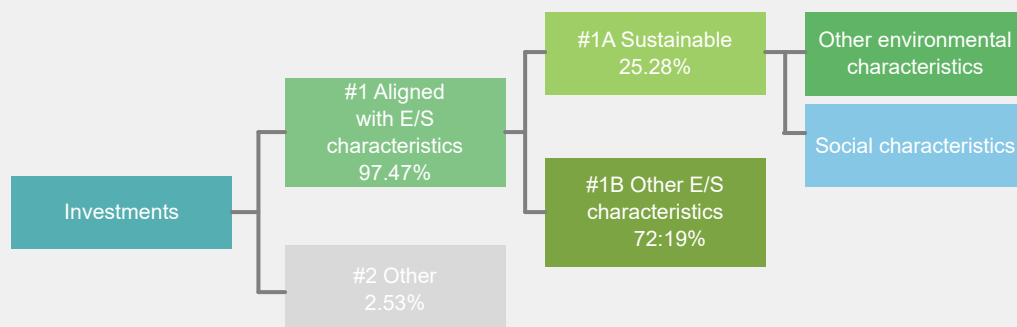 Investments
#1 Aligned
with E/S
characteristics
97.47%
#2 Other
2.53%
#1A Sustainable
25.28%
#1B Other E/S
characteristics
72:19%
Other environmental
characteristics
Social characteristics